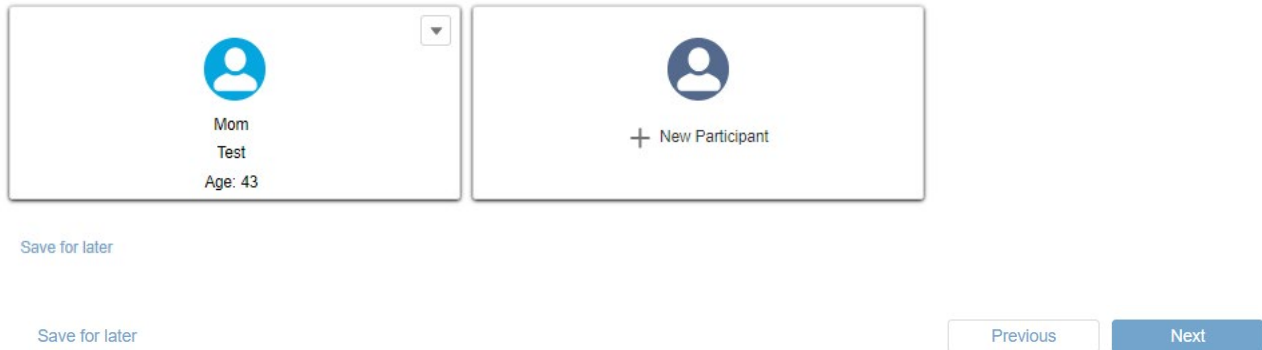 Mom
Test
Age: 43
+ New Participant
Save for later
Save for later
Previous
Next